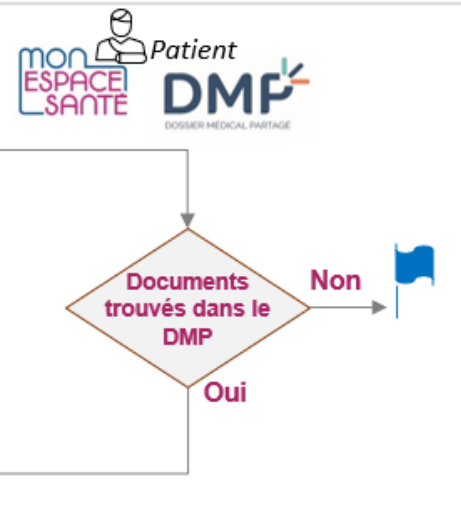 Patient
mon
ESPACE
SANTÉ
DMP
DOSSIER MÉDICAL PARTAGÉ
Documents
trouvés dans le
DMP
Non
Oui